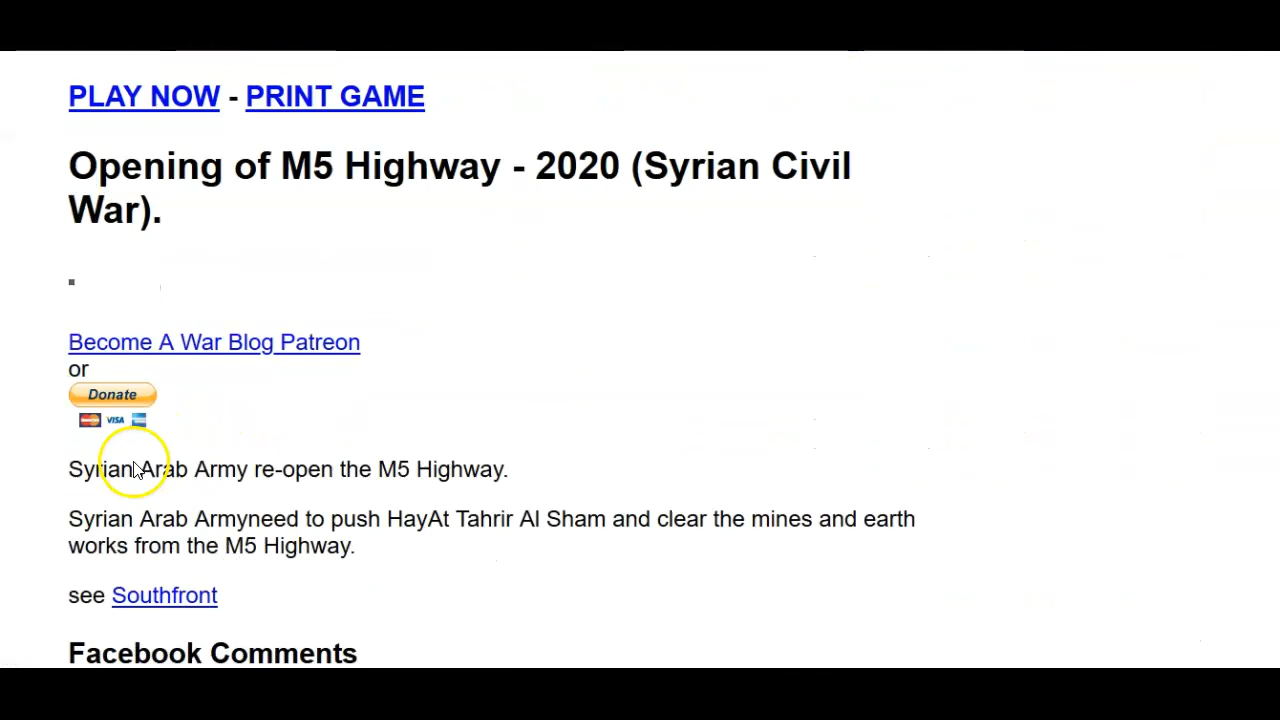 PLAY NOW - PRINT GAME
Opening of M5 Highway - 2020 (Syrian Civil
War).
Become A War Blog Patreon
or
Donate
VISA
Syrian Arab Army re-open the M5 Highway.
Syrian Arab Armyneed to push HayAt Tahrir Al Sham and clear the mines and earth
works from the M5 Highway.
see Southfront
Facebook Comments